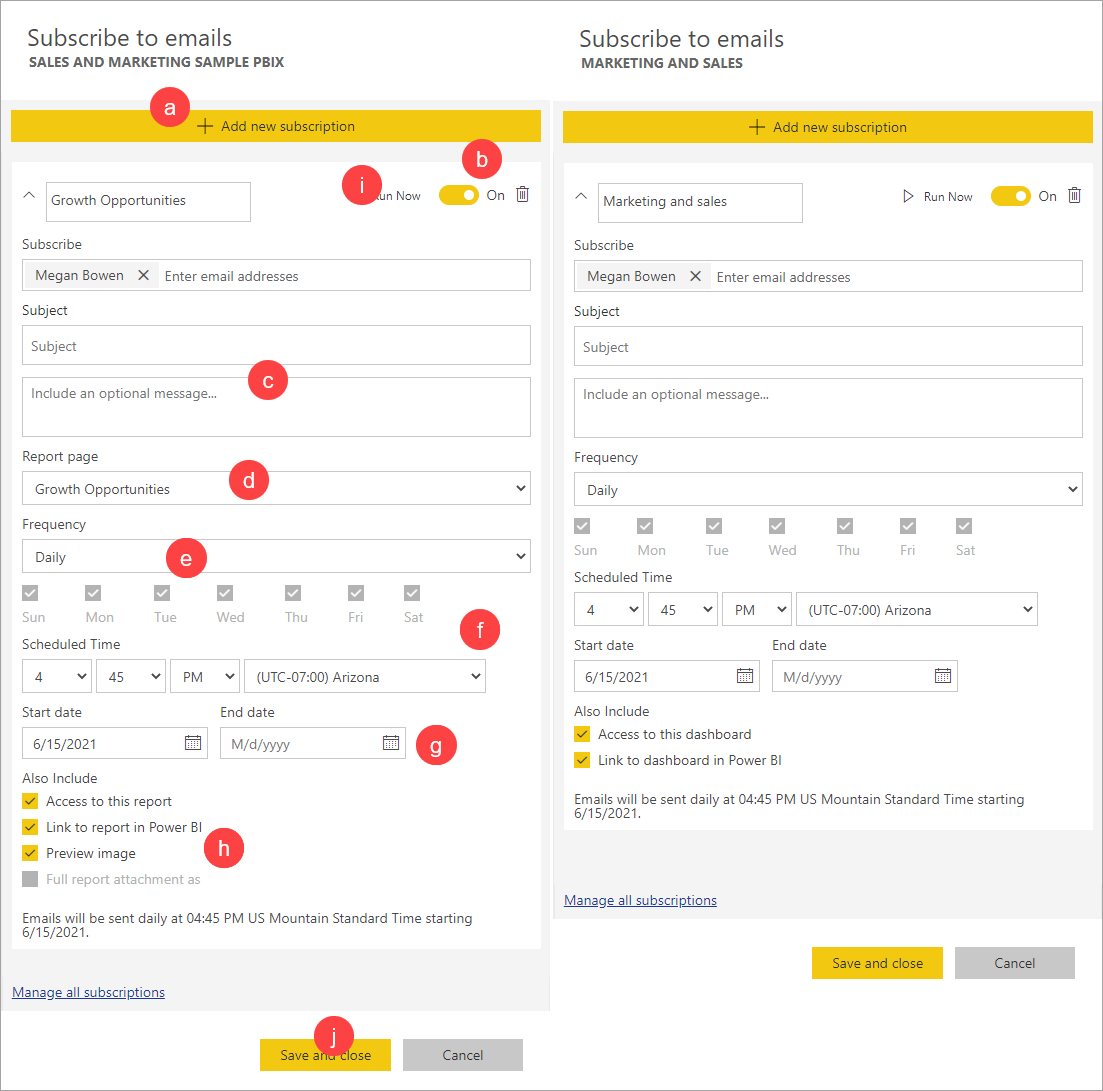 Subscribe to emails
SALES AND MARKETING SAMPLE PBIX
a
+ Add new subscription
b
i
Growth Opportunities
un Now
On
Subscribe
Megan Bowen
Enter email addresses
Subject
Subject
c
Include an optional message...
Report page
d
Growth Opportunities
Frequency
e
Daily
Sun Mon Tue Wed Thu Fri Sat
f
Scheduled Time
4 45 PM (UTC-07:00) Arizona
Start date End date
6/15/2021 M/d/yyyy
g
Also Include
Access to this report
Link to report in Power BI
h
Preview image
Full report attachment as
Emails will be sent daily at 04:45 PM US Mountain Standard Time starting
6/15/2021.
Manage all subscriptions
j
Save and close Cancel
Subscribe to emails
MARKETING AND SALES
+ Add new subscription
Marketing and sales Run Now On
Subscribe
Megan Bowen Enter email addresses
Subject
Subject
Include an optional message...
Frequency
Daily
Sun Mon Tue Wed Thu Fri Sat
Scheduled Time
4 45 PM (UTC-07:00) Arizona
Start date End date
6/15/2021 M/d/yyyy
Also Include
Access to this dashboard
Link to dashboard in Power BI
Emails will be sent daily at 04:45 PM US Mountain Standard Time starting
6/15/2021.
Manage all subscriptions
Save and close Cancel